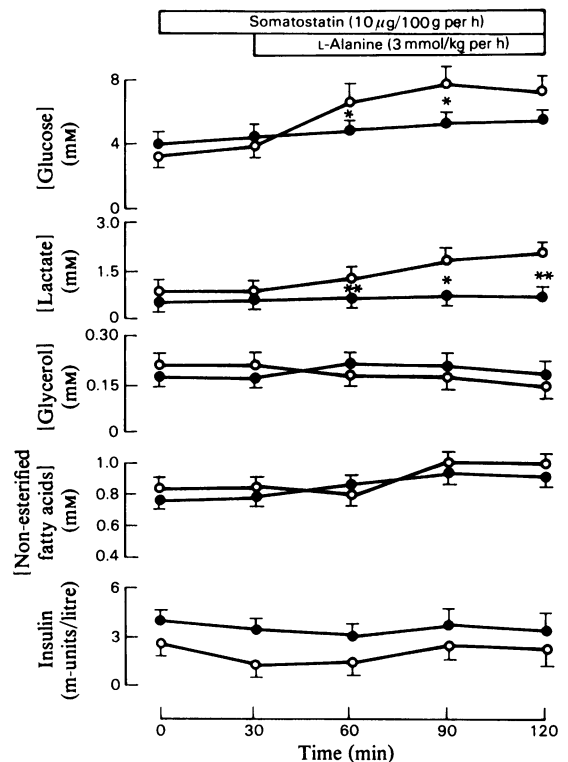 Somatostatin (10 μg/100 g per h)
L-Alanine (3 mmol/kg per h)
[Glucose]
(mM)
8
4
0
*
*
[Lactate]
(mM)
3.0
1.5
0
**
*
**
[Glycerol]
(mM)
0.30
0.15
0
[Non-esterified
fatty acids]
(mM)
1.0
0.8
0.6
0.4
Insulin
(m-units/litre)
6
3
0
0
30
60
90
120
Time (min)